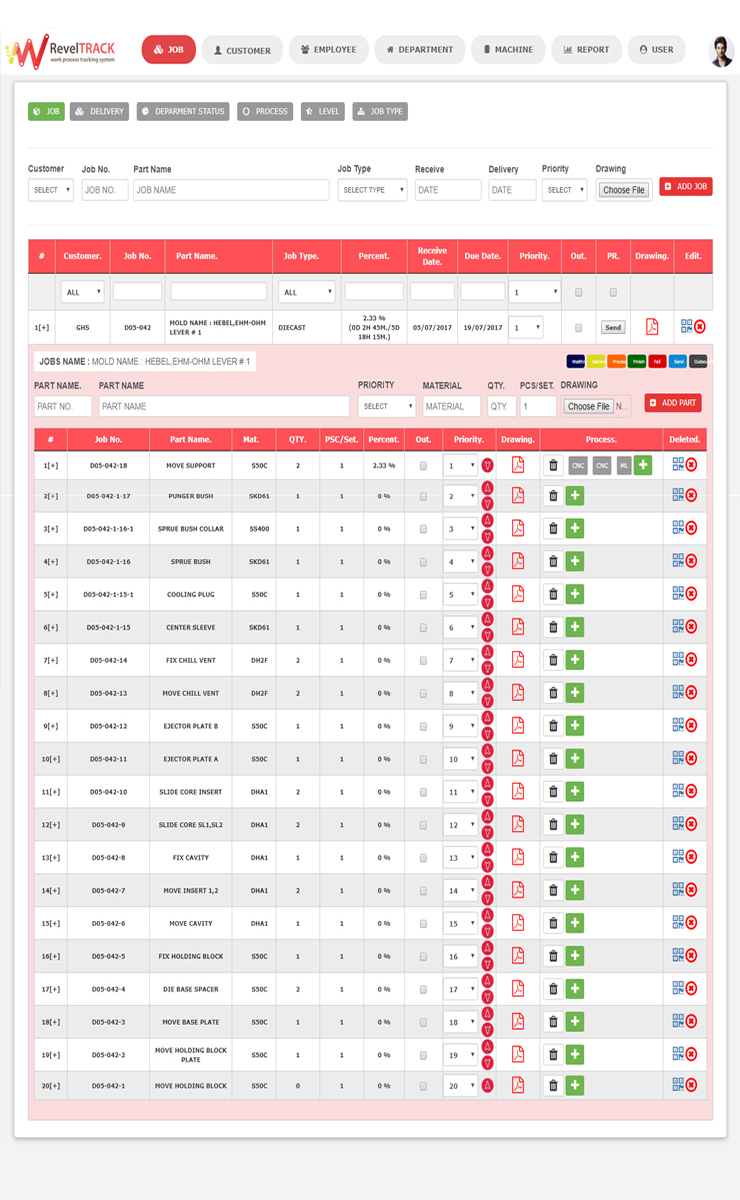 RevelTRACK
work process tracking system
JOB CUSTOMER EMPLOYEE DEPARTMENT MACHINE REPORT USER
JOB DELIVERY DEPARMENT STATUS PROCESS LEVEL JOB TYPE
Customer Job No. Part Name Job Type Receive Delivery Priority Drawing
SELECT JOB NO. JOB NAME SELECT TYPE DATE DATE SELECT Choose File ADD JOB
# Customer. Job No. Part Name. Job Type. Percent. Receive Date. Due Date. Priority. Out. PR. Drawing. Edit.
ALL ALL 1
1[+] GHS D05-042 MOLD NAME : HEBEL,EHM-OHM LEVER # 1 DIECAST 2.33 % (0D 2H 45M./5D 18H 15M.) 05/07/2017 19/07/2017 1 Send
JOBS NAME : MOLD NAME : HEBEL,EHM-OHM LEVER # 1 Finish Fail Send
PART NAME. PART NAME PRIORITY MATERIAL QTY. PCS/SET. DRAWING
PART NO. PART NAME SELECT MATERIAL QTY. 1 Choose File N... ADD PART
# Job No. Part Name. Mat. QTY. PSC/Set. Percent. Out. Priority. Drawing. Process. Deleted.
1[+] D05-042-18 MOVE SUPPORT S50C 2 1 2.33 % 1 CNC CNC ML
2[+] D05-042-1-17 PUNGER BUSH SKD61 1 1 0 % 2
3[+] D05-042-1-16-1 SPRUE BUSH COLLAR SS400 1 1 0 % 3
4[+] D05-042-1-16 SPRUE BUSH SKD61 1 1 0 % 4
5[+] D05-042-1-15-1 COOLING PLUG S50C 1 1 0 % 5
6[+] D05-042-1-15 CENTER SLEEVE SKD61 1 1 0 % 6
7[+] D05-042-14 FIX CHILL VENT DH2F 2 1 0 % 7
8[+] D05-042-13 MOVE CHILL VENT DH2F 2 1 0 % 8
9[+] D05-042-12 EJECTOR PLATE B S50C 1 1 0 % 9
10[+] D05-042-11 EJECTOR PLATE A S50C 1 1 0 % 10
11[+] D05-042-10 SLIDE CORE INSERT DHA1 2 1 0 % 11
12[+] D05-042-9 SLIDE CORE SL1,SL2 DHA1 2 1 0 % 12
13[+] D05-042-8 FIX CAVITY DHA1 1 1 0 % 13
14[+] D05-042-7 MOVE INSERT 1,2 DHA1 2 1 0 % 14
15[+] D05-042-6 MOVE CAVITY DHA1 1 1 0 % 15
16[+] D05-042-5 FIX HOLDING BLOCK S50C 1 1 0 % 16
17[+] D05-042-4 DIE BASE SPACER S50C 2 1 0 % 17
18[+] D05-042-3 MOVE BASE PLATE S50C 1 1 0 % 18
19[+] D05-042-2 MOVE HOLDING BLOCK PLATE S50C 1 1 0 % 19
20[+] D05-042-1 MOVE HOLDING BLOCK S50C 0 1 0 % 20